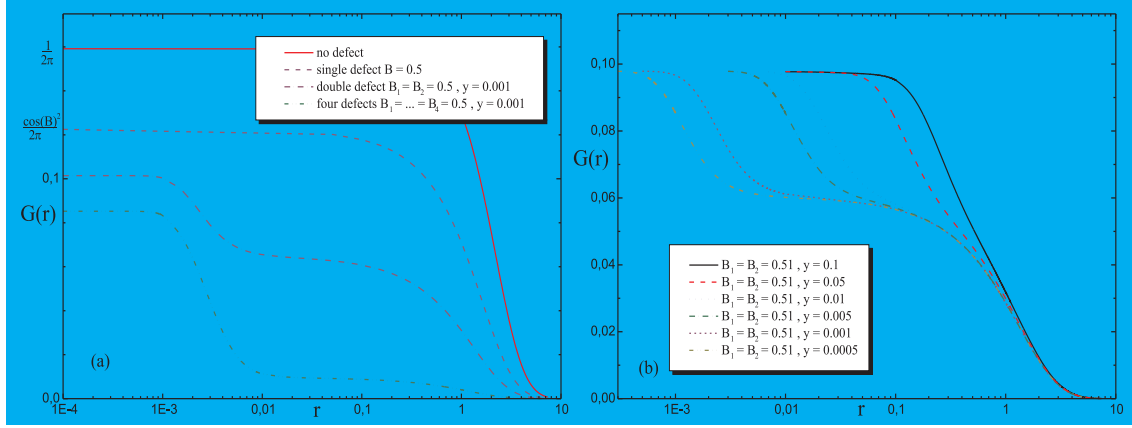 1/2π
cos(B)²/2π
0,1
G(r)
0,0
no defect
single defect B = 0.5
double defect B₁ = B₂ = 0.5 , y = 0.001
four defects B₁ = ... = B₄ = 0.5 , y = 0.001
(a)
1E-4 1E-3 0,01 0,1 1 10
r
0,10
0,08
G(r)
0,06
0,04
0,02
0,00
B₁ = B₂ = 0.51 , y = 0.1
B₁ = B₂ = 0.51 , y = 0.05
B₁ = B₂ = 0.51 , y = 0.01
B₁ = B₂ = 0.51 , y = 0.005
B₁ = B₂ = 0.51 , y = 0.001
B₁ = B₂ = 0.51 , y = 0.0005
(b)
1E-3 0,01 0,1 1 10
r